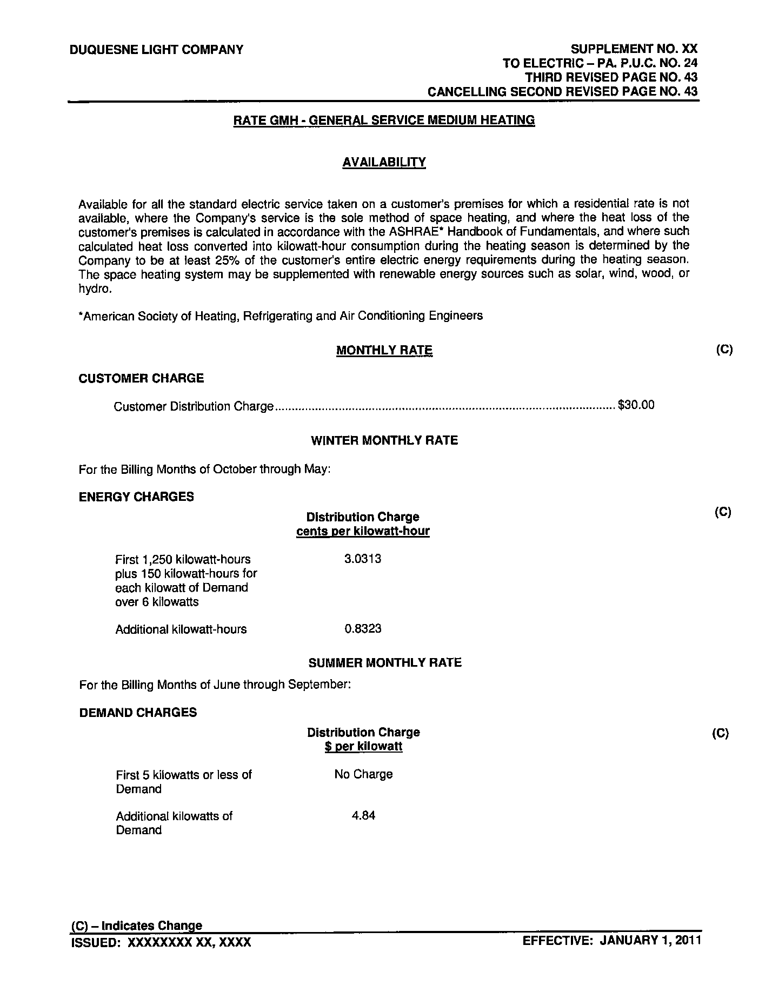 DUQUESNE LIGHT COMPANY
SUPPLEMENT NO. XX
TO ELECTRIC – PA. P.U.C. NO. 24
THIRD REVISED PAGE NO. 43
CANCELLING SECOND REVISED PAGE NO. 43
RATE GMH - GENERAL SERVICE MEDIUM HEATING
AVAILABILITY
Available for all the standard electric service taken on a customer's premises for which a residential rate is not
available, where the Company's service is the sole method of space heating, and where the heat loss of the
customer's premises is calculated in accordance with the ASHRAE* Handbook of Fundamentals, and where such
calculated heat loss converted into kilowatt-hour consumption during the heating season is determined by the
Company to be at least 25% of the customer's entire electric energy requirements during the heating season.
The space heating system may be supplemented with renewable energy sources such as solar, wind, wood, or
hydro.
*American Society of Heating, Refrigerating and Air Conditioning Engineers
MONTHLY RATE (C)
CUSTOMER CHARGE
Customer Distribution Charge.......................................................................................................$30.00
WINTER MONTHLY RATE
For the Billing Months of October through May:
ENERGY CHARGES
Distribution Charge (C)
cents per kilowatt-hour
First 1,250 kilowatt-hours 3.0313
plus 150 kilowatt-hours for
each kilowatt of Demand
over 6 kilowatts
Additional kilowatt-hours 0.8323
SUMMER MONTHLY RATE
For the Billing Months of June through September:
DEMAND CHARGES
Distribution Charge (C)
$ per kilowatt
First 5 kilowatts or less of No Charge
Demand
Additional kilowatts of 4.84
Demand
(C) – Indicates Change
ISSUED: XXXXXXXX XX, XXXX EFFECTIVE: JANUARY 1, 2011